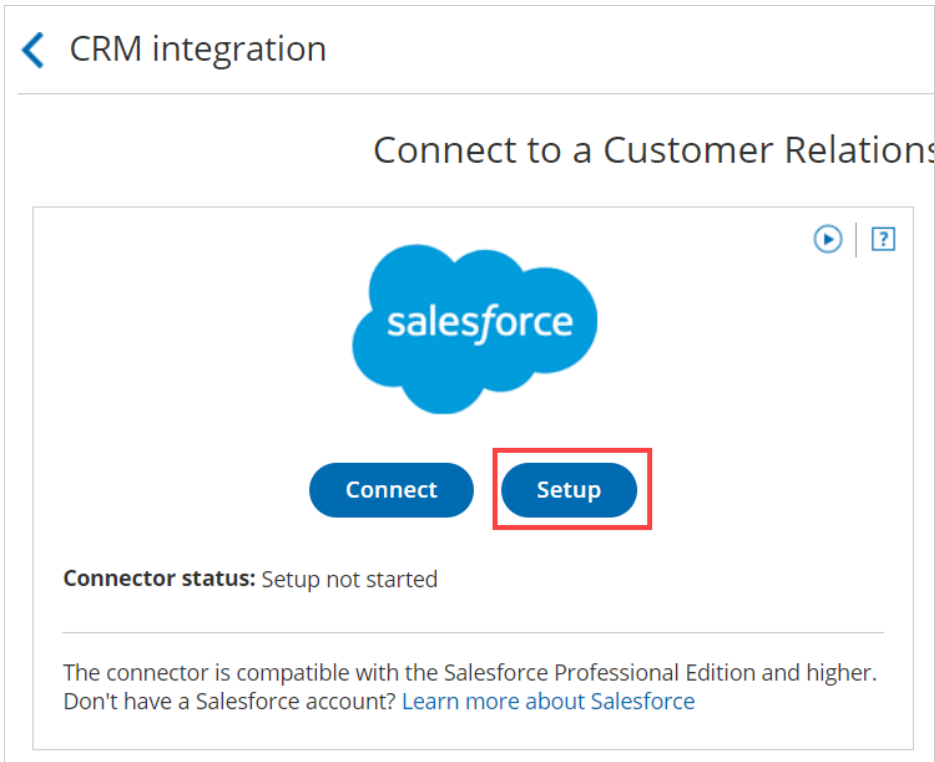 CRM integration
Connect to a Customer Relations
salesforce
Connect
Setup
Connector status: Setup not started
The connector is compatible with the Salesforce Professional Edition and higher.
Don't have a Salesforce account? Learn more about Salesforce